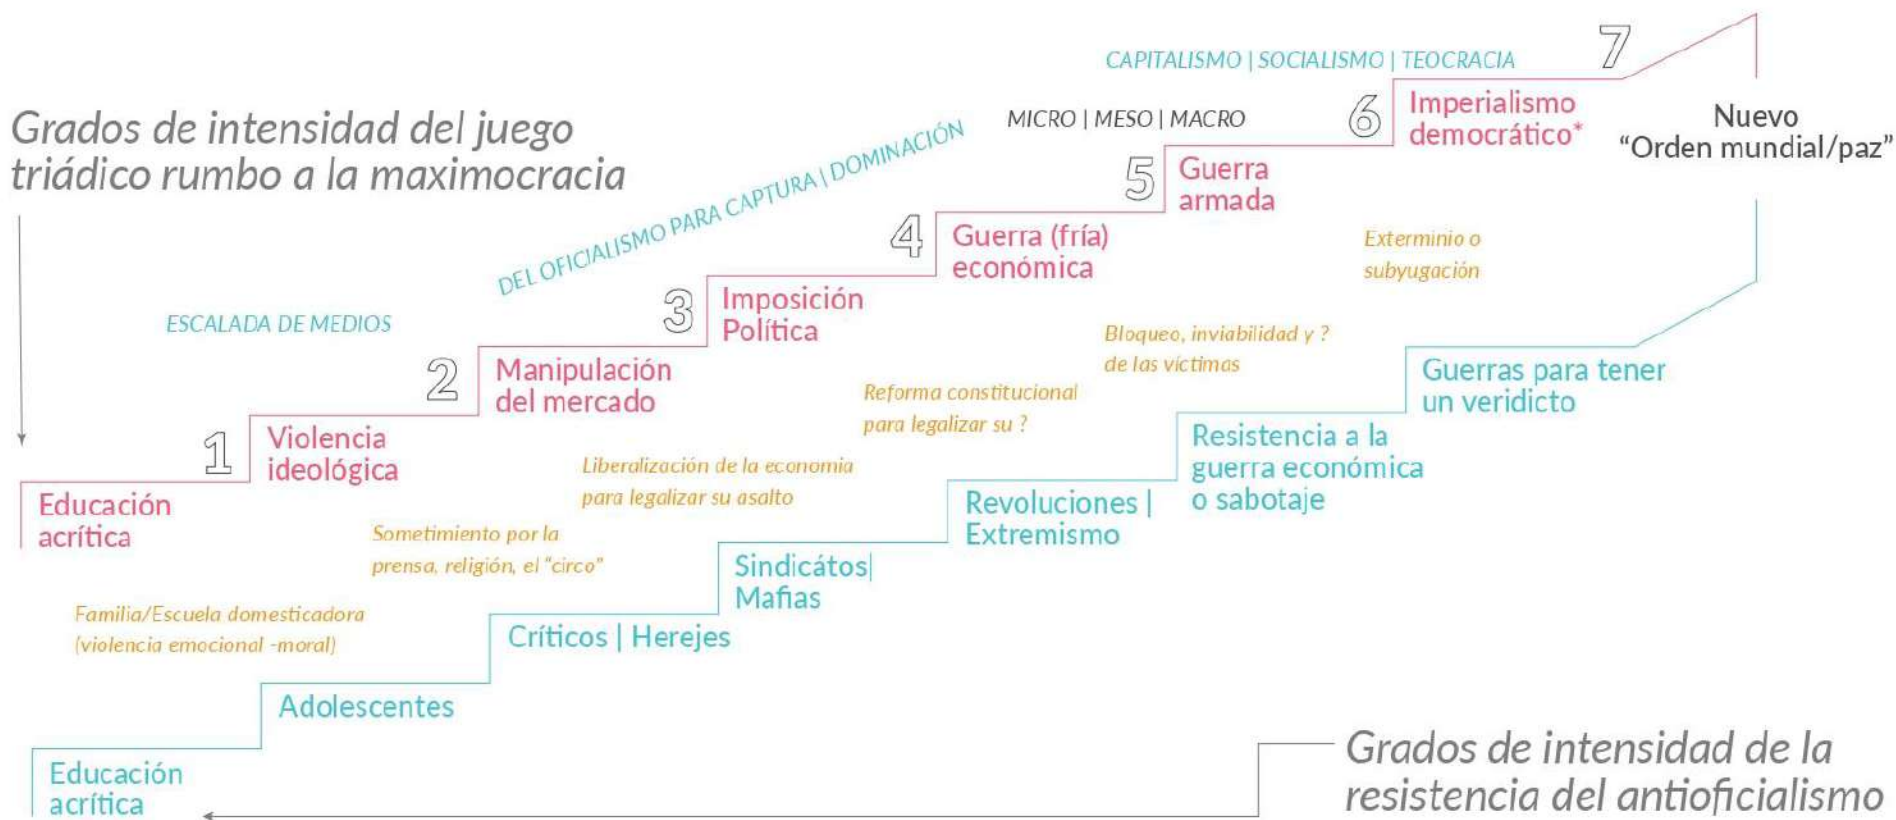 Grados de intensidad del juego
triádico rumbo a la maximocracia
ESCALADA DE MEDIOS
DEL OFICIALISMO PARA CAPTURA | DOMINACIÓN
MICRO | MESO | MACRO
CAPITALISMO | SOCIALISMO | TEOCRACIA
Educación
acrítica
1
Violencia
ideológica
2
Manipulación
del mercado
3
Imposición
Política
4
Guerra (fría)
económica
5
Guerra
armada
6
Imperialismo
democrático*
7
Nuevo
“Orden mundial/paz”
Familia/Escuela domesticadora
(violencia emocional -moral)
Sometimiento por la
prensa, religión, el “circo”
Liberalización de la economia
para legalizar su asalto
Reforma constitucional
para legalizar su ?
Bloqueo, inviabilidad y ?
de las víctimas
Exterminio o
subyugación
Educación
acrítica
Adolescentes
Críticos | Herejes
Sindicátos|
Mafias
Revoluciones |
Extremismo
Resistencia a la
guerra económica
o sabotaje
Guerras para tener
un veridicto
Grados de intensidad de la
resistencia del antioficialismo